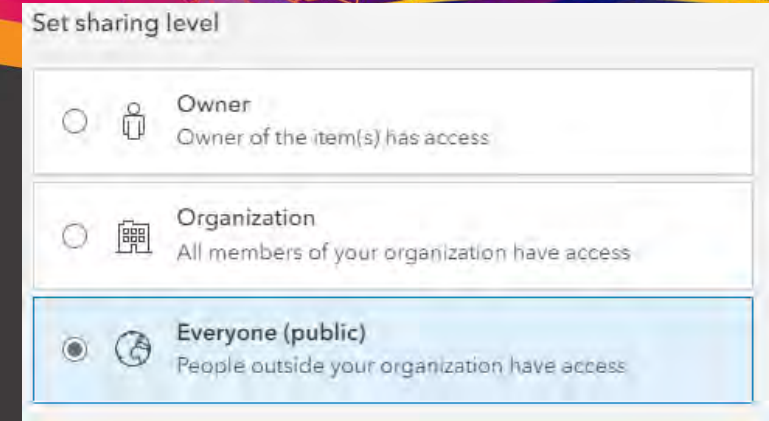 Set sharing level
Owner
Owner of the item(s) has access
Organization
All members of your organization have access
Everyone (public)
People outside your organization have access